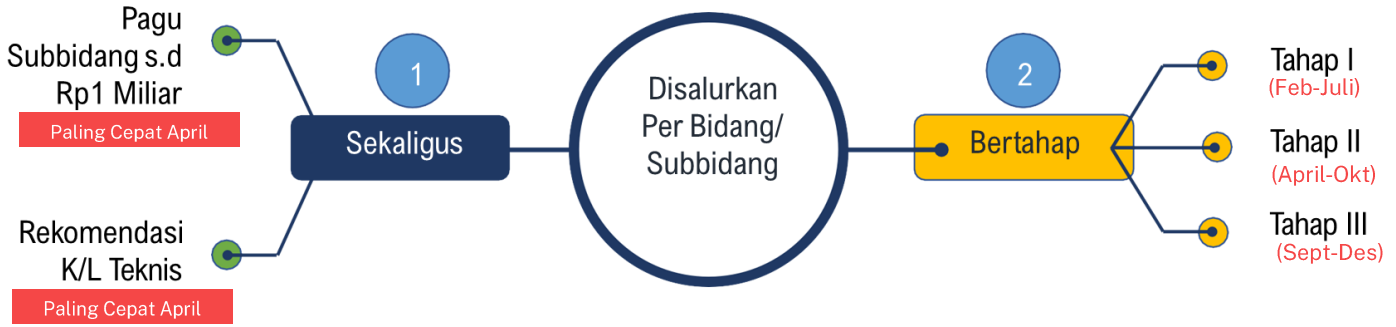 Pagu
Subbidang s.d
Rp1 Miliar
Paling Cepat April
Rekomendasi
K/L Teknis
Paling Cepat April
1
Sekaligus
Disalurkan
Per Bidang/
Subbidang
2
Bertahap
Tahap I
(Feb-Juli)
Tahap II
(April-Okt)
Tahap III
(Sept-Des)